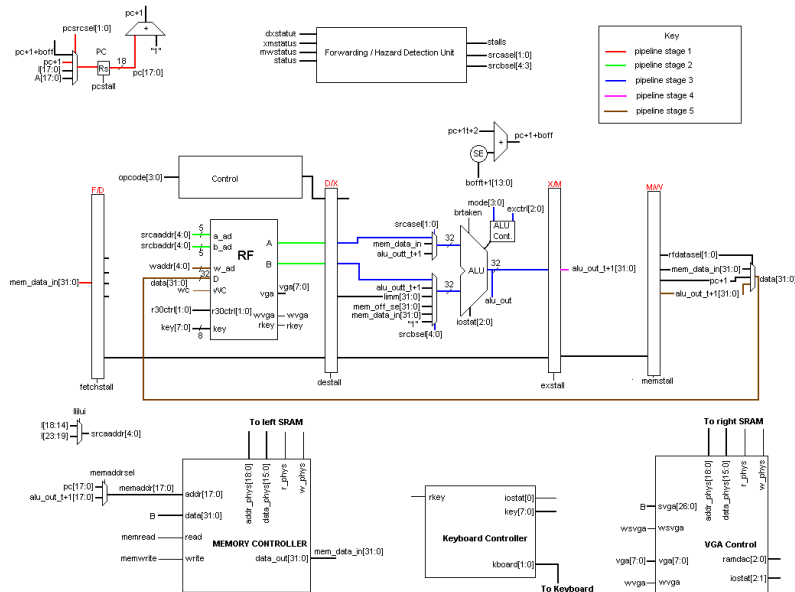 pc+1
pcsrcsel[1:0]
pc+1+boff
pc+1
I[17:0]
A[17:0]
PC
Rs
pcstall
18
pc[17:0]
+
"1"
dxstatus
xmstatus
mwstatus
status
Forwarding / Hazard Detection Unit
stalls
srcasel[1:0]
srcbsel[4:3]
Key
pipeline stage 1
pipeline stage 2
pipeline stage 3
pipeline stage 4
pipeline stage 5
pc+1t+2
+
pc+1+boff
SE
bofft+1[13:0]
opcode[3:0]
Control
F/D
D/X
X/M
M/W
mode[3:0]
exctrl[2:0]
brtaken
ALU
Cont.
srcaaddr[4:0]
5
a_ad
srcbaddr[4:0]
5
b_ad
RF
A
B
waddr[4:0]
w_ad
data[31:0]
32
D
wc
WC
vga
vga[7:0]
r30ctrl[1:0]
r30ctrl[1:0]
wvga
wvga
key[7:0]
8
key
rkey
rkey
mem_data_in[31:0]
srcasel[1:0]
mem_data_in
alu_outt t+1
32
alu_outt t+1
limm[31:0]
mem_off_se[31:0]
mem_data_in[31:0]
"1"
srcbsel[4:0]
32
ALU
32
alu_out
iostat[2:0]
alu_out_t+1[31:0]
rfdatasel[1:0]
mem_data_in[31:0]
pc+1
alu_out_t+1[31:0]
data[31:0]
fetchstall
destall
exstall
memstall
llilui
I[18:14]
I[23:19]
srcaaddr[4:0]
memaddrsel
pc[17:0]
alu_out_t+1[17:0]
memaddr[17:0]
To left SRAM
addr_phys[18:0]
data_phys[15:0]
r_phys
w_phys
addr[17:0]
B
data[31:0]
memread
read
MEMORY CONTROLLER
memwrite
write
data_out[31:0]
mem_data_in[31:0]
rkey
iostat[0]
key[7:0]
Keyboard Controller
kboard[1:0]
To Keyboard
To right SRAM
addr_phys[18:0]
data_phys[15:0]
r_phys
w_phys
B
svga[26:0]
wsvga
wsvga
VGA Control
vga[7:0]
vga[7:0]
ramdac[2:0]
wvga
wvga
iostat[2:1]